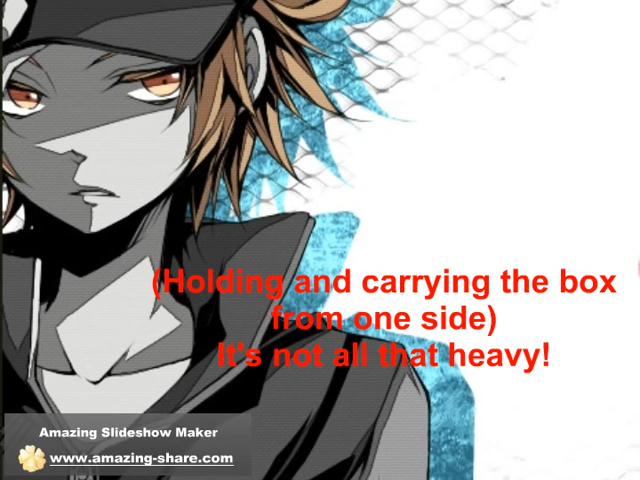 (Holding and carrying the box
from one side)
It's not all that heavy!
Amazing Slideshow Maker
www.amazing-share.com